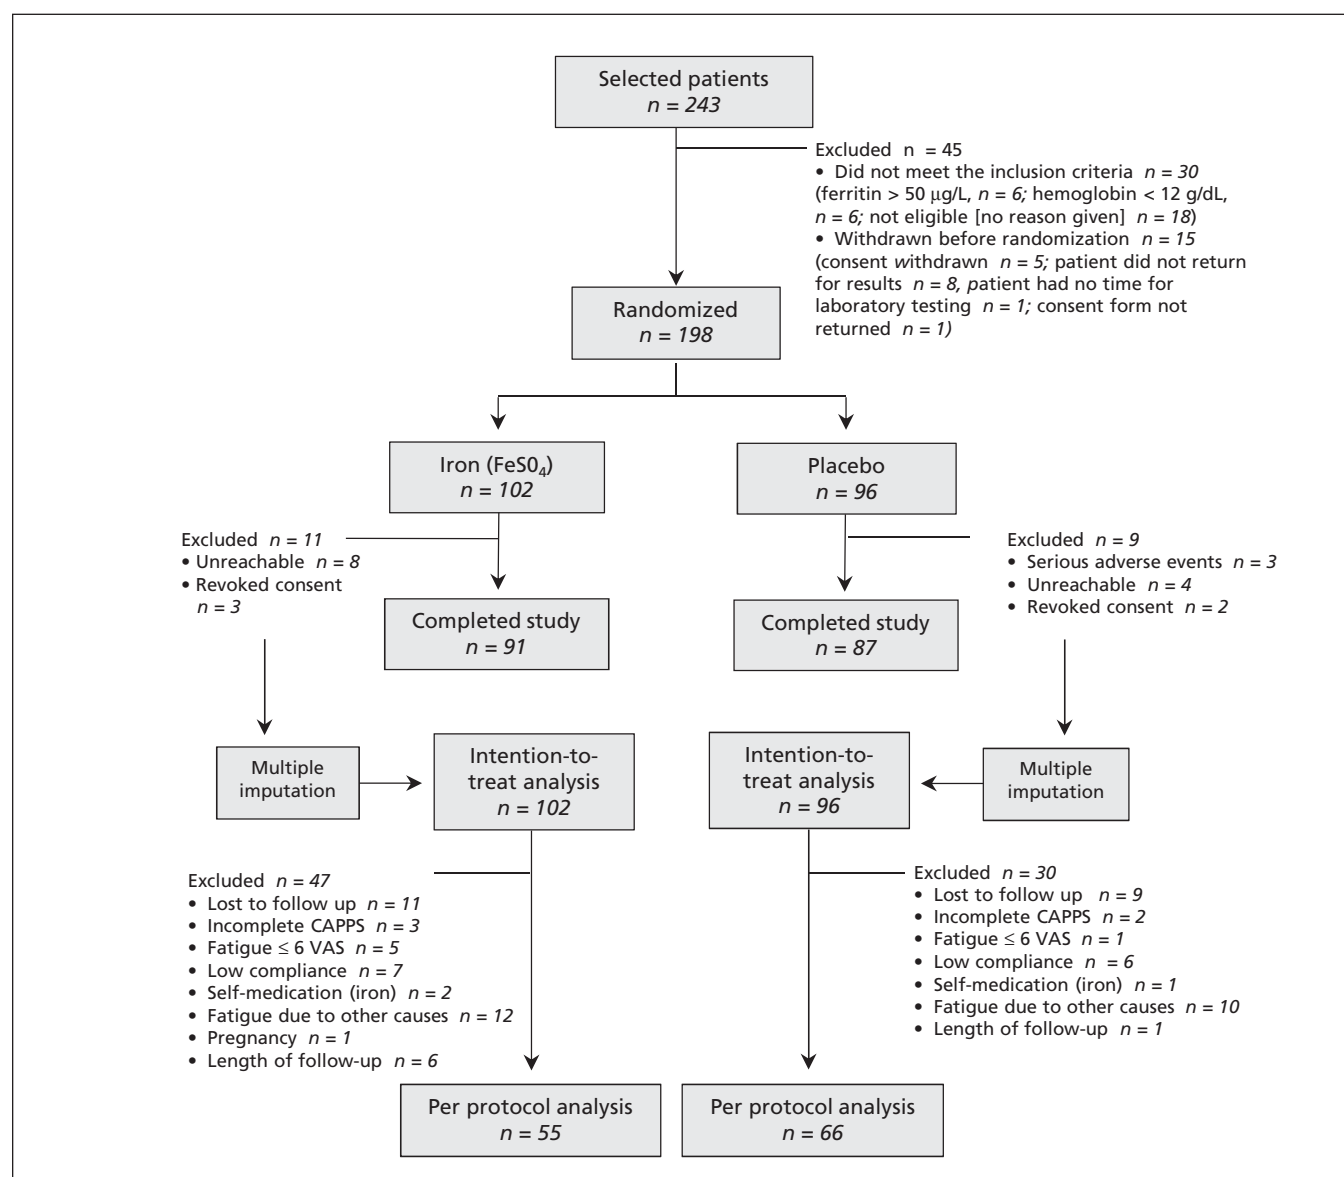 Selected patients
n = 243
Excluded n = 45
• Did not meet the inclusion criteria n = 30
(ferritin > 50 μg/L, n = 6; hemoglobin < 12 g/dL,
n = 6; not eligible [no reason given] n = 18)
• Withdrawn before randomization n = 15
(consent withdrawn n = 5; patient did not return
for results n = 8, patient had no time for
laboratory testing n = 1; consent form not
returned n = 1)
Randomized
n = 198
Iron (FeS0₄)
n = 102
Placebo
n = 96
Excluded n = 11
• Unreachable n = 8
• Revoked consent
n = 3
Excluded n = 9
• Serious adverse events n = 3
• Unreachable n = 4
• Revoked consent n = 2
Completed study
n = 91
Completed study
n = 87
Multiple
imputation
Intention-to-
treat analysis
n = 102
Intention-to-
treat analysis
n = 96
Multiple
imputation
Excluded n = 47
• Lost to follow up n = 11
• Incomplete CAPPS n = 3
• Fatigue ≤ 6 VAS n = 5
• Low compliance n = 7
• Self-medication (iron) n = 2
• Fatigue due to other causes n = 12
• Pregnancy n = 1
• Length of follow-up n = 6
Excluded n = 30
• Lost to follow up n = 9
• Incomplete CAPPS n = 2
• Fatigue ≤ 6 VAS n = 1
• Low compliance n = 6
• Self-medication (iron) n = 1
• Fatigue due to other causes n = 10
• Length of follow-up n = 1
Per protocol analysis
n = 55
Per protocol analysis
n = 66